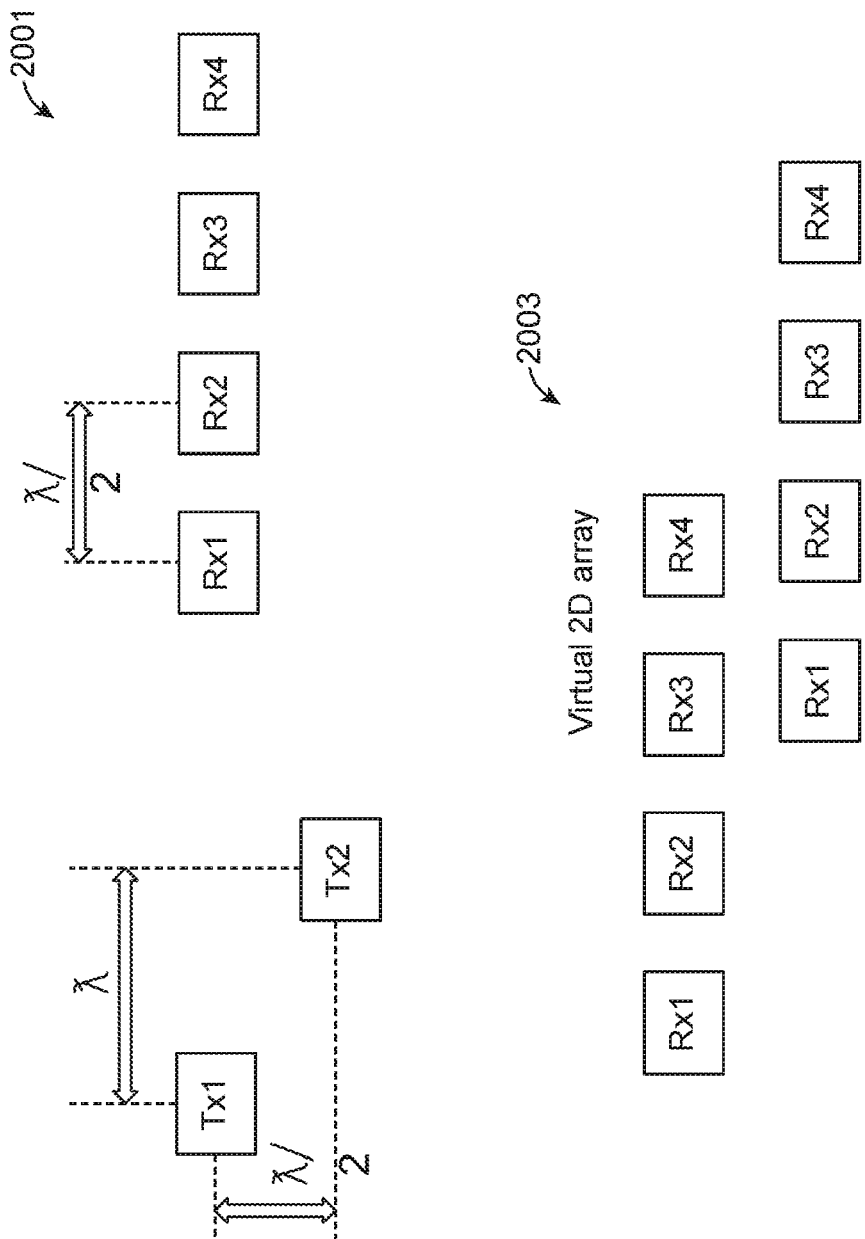 2001
λ
λ/
2
Tx1
Tx2
λ/
2
Rx1
Rx2
Rx3
Rx4
2003
Virtual 2D array
Rx1
Rx2
Rx3
Rx4
Rx1
Rx2
Rx3
Rx4